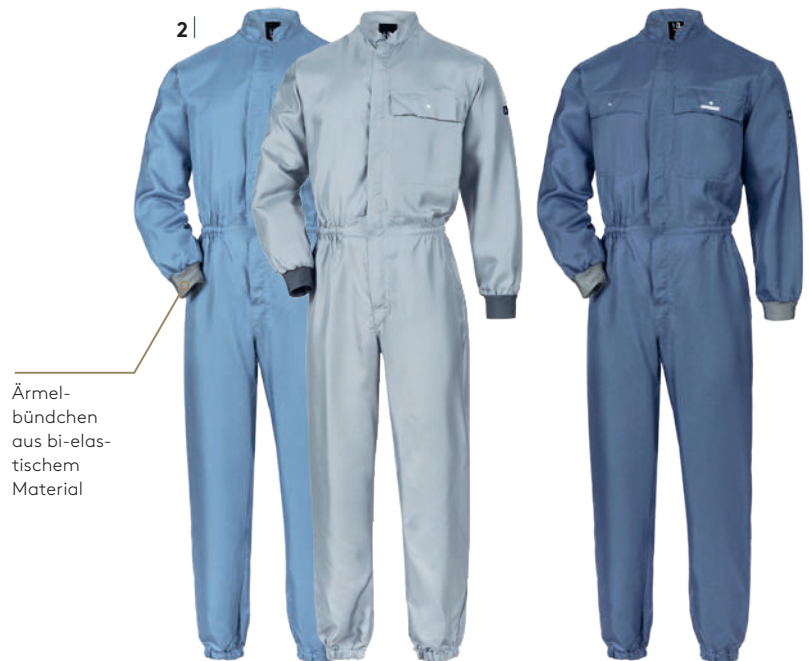 2|
Ärmel-
bündchen
aus bi-elas-
tischem
Material